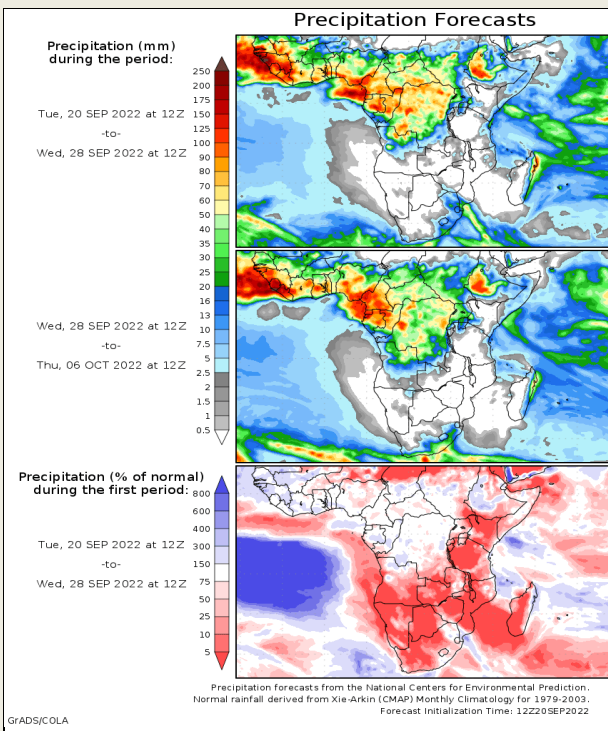 Precipitation Forecasts
Precipitation (mm)
during the period:
Tue, 20 SEP 2022 at 12Z
-to-
Wed, 28 SEP 2022 at 12Z
250
200
175
150
125
100
90
80
70
60
50
40
35
30
25
20
16
13
10
7.5
5
2.5
2
1.5
1
0.5
Wed, 28 SEP 2022 at 12Z
-to-
Thu, 06 OCT 2022 at 12Z
Precipitation (% of normal)
during the first period:
Tue, 20 SEP 2022 at 12Z
-to-
Wed, 28 SEP 2022 at 12Z
800
600
400
300
150
75
50
25
10
5
Precipitation forecasts from the National Centers for Environmental Prediction.
Normal rainfall derived from Xie-Arkin (CMAP) Monthly Climatology for 1979-2003.
Forecast Initialization Time: 12Z20SEP2022
GrADS/COLA